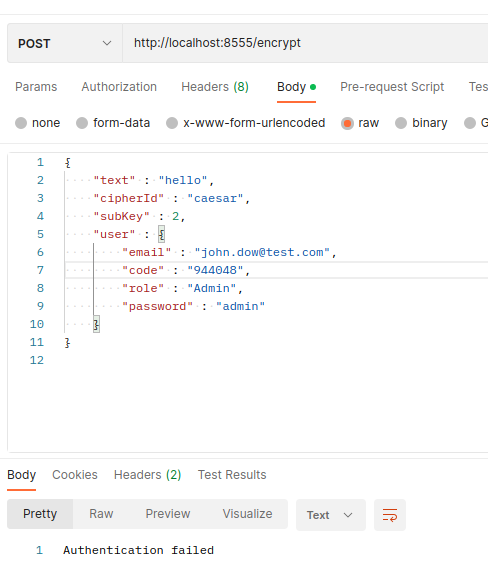 POST http://localhost:8555/encrypt
Params Authorization Headers (8) Body Pre-request Script Tes
none form-data x-www-form-urlencoded raw binary G
1 {
2 "text" : "hello",
3 "cipherId" : "caesar",
4 "subKey" : 2,
5 "user" : {
6 "email" : "john.dow@test.com",
7 "code" : "944048",
8 "role" : "Admin",
9 "password" : "admin"
10 }
11 }
12
Body Cookies Headers (2) Test Results
Pretty Raw Preview Visualize Text
1 Authentication failed